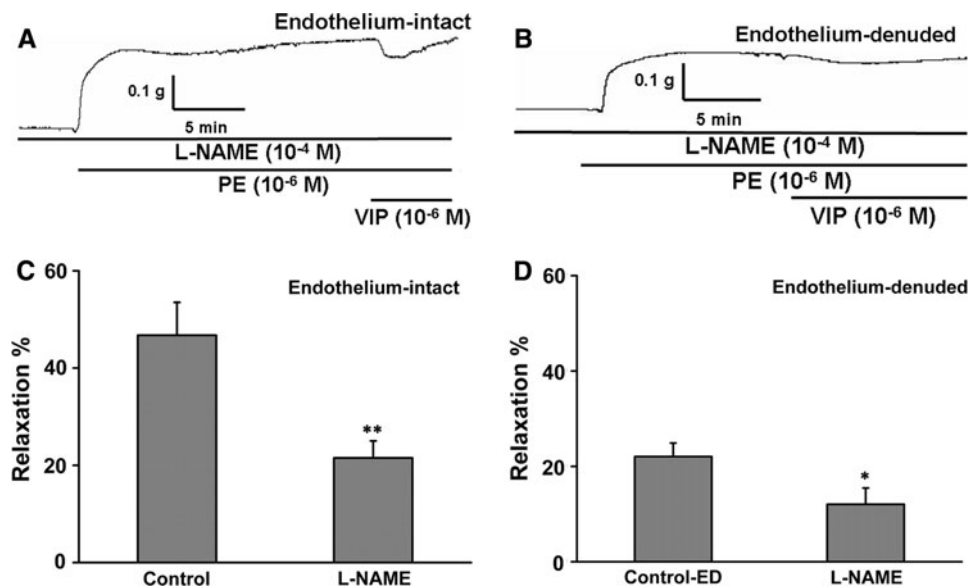 A
Endothelium-intact
0.1 g
5 min
L-NAME (10⁻⁴ M)
PE (10⁻⁶ M)
VIP (10⁻⁶ M)
B
Endothelium-denuded
0.1 g
5 min
L-NAME (10⁻⁴ M)
PE (10⁻⁶ M)
VIP (10⁻⁶ M)
C
Endothelium-intact
Relaxation %
60
40
20
0
**
Control
L-NAME
D
Endothelium-denuded
Relaxation %
60
40
20
0
*
Control-ED
L-NAME